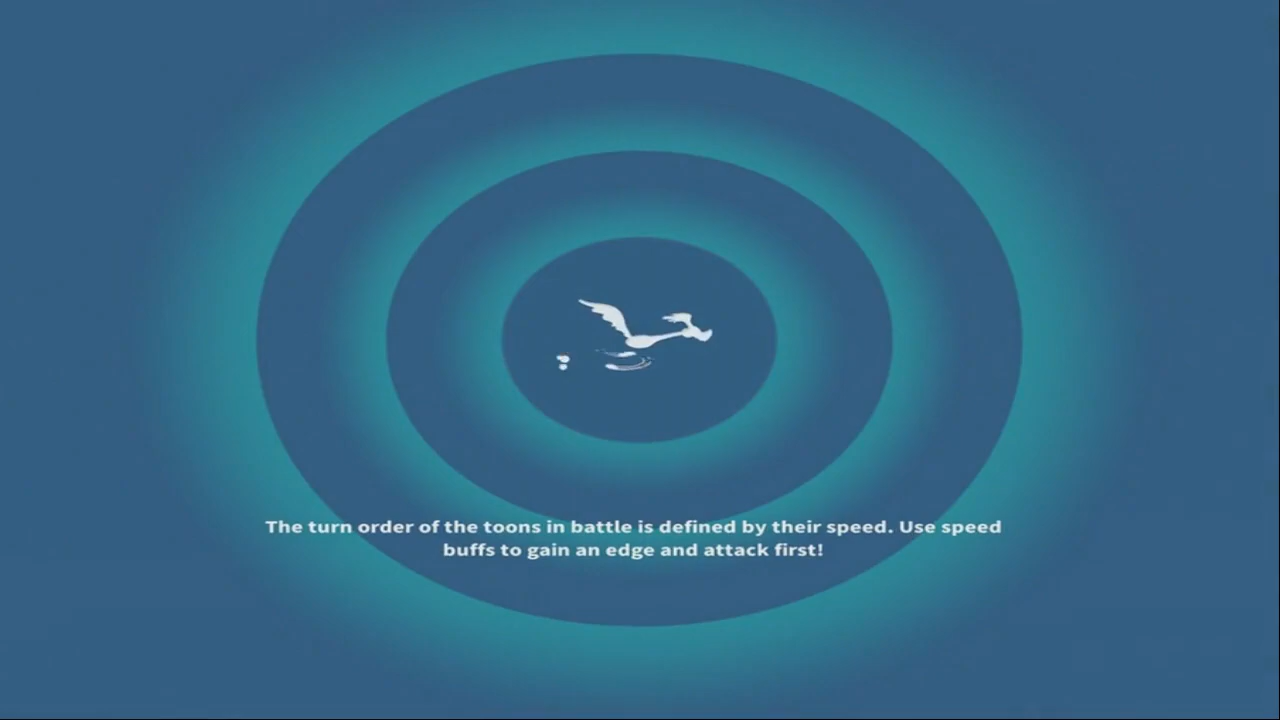 The turn order of the toons in battle is defined by their speed. Use speed
buffs to gain an edge and attack first!